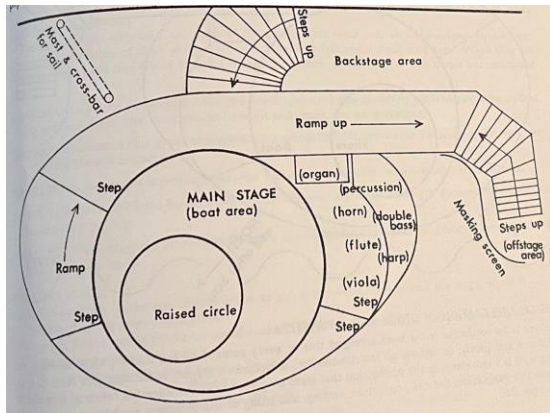 Mast & cross-bar
for sail
Steps up
Backstage area
Ramp up
(organ)
(percussion)
Step
MAIN STAGE
(boat area)
(horn)
(double
bass)
Steps up
(offstage
area)
Masking screen
(flute)
(harp)
Ramp
(viola)
Step
Raised circle
Step
Step